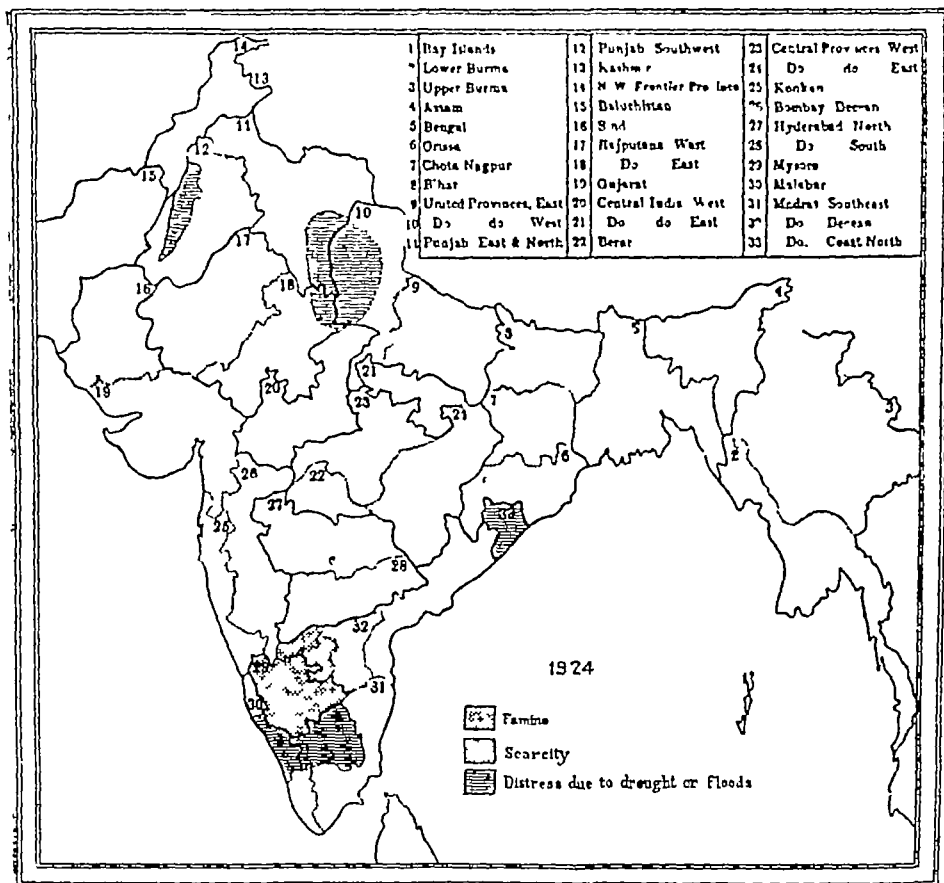 1 Bay Islands
2 Lower Burma
3 Upper Burma
4 Assam
5 Bengal
6 Orissa
7 Chota Nagpur
8 Bihar
9 United Provinces, East
10 Do do West
11 Punjab East & North
12 Punjab Southwest
13 Kashmir
14 N W Frontier Province
15 Baluchistan
16 Sind
17 Rajputana West
18 Do East
19 Gujarat
20 Central India West
21 Do do East
22 Berar
23 Central Provinces West
24 Do do East
25 Konkan
26 Bombay Deccan
27 Hyderabad North
28 Do South
29 Mysore
30 Malabar
31 Madras Southeast
32 Do Deccan
33 Do. Coast North
14
13
11
12
15
10
17
16
18
9
4
8
5
19
20
21
23
7
24
3
2
6
26
22
27
25
33
28
32
29
31
30
1924
Famine
Scarcity
Distress due to drought or floods